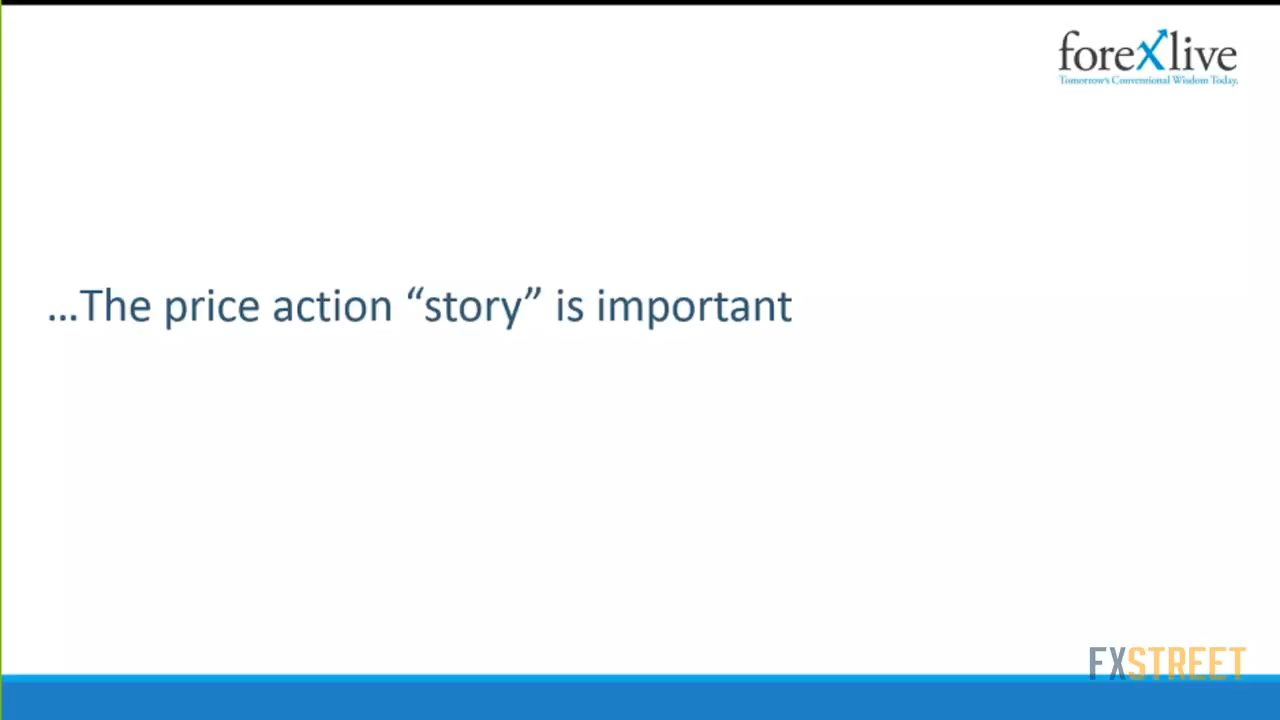 forexlive
Tomorrow's Conventional Wisdom Today.
...The price action “story” is important
FXSTREET